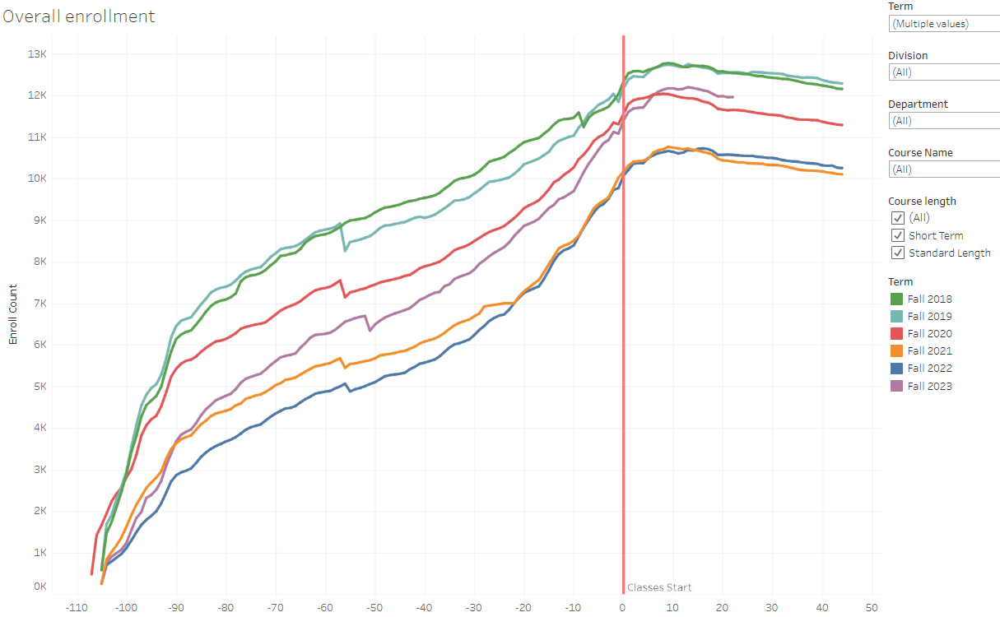 Overall enrollment
Term
(Multiple values)
Division
(All)
Department
(All)
Course Name
(All)
Course length
(All)
Short Term
Standard Length
Term
Fall 2018
Fall 2019
Fall 2020
Fall 2021
Fall 2022
Fall 2023
Enroll Count
13K
12K
11K
10K
9K
8K
7K
6K
5K
4K
3K
2K
1K
0K
Classes Start
-110 -100 -90 -80 -70 -60 -50 -40 -30 -20 -10 0 10 20 30 40 50